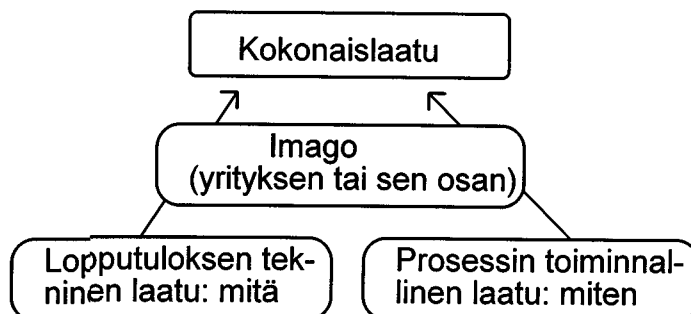 Kokonaislaatu
Imago
(yrityksen tai sen osan)
Lopputuloksen tek-
ninen laatu: mitä
Prosessin toiminnal-
linen laatu: miten